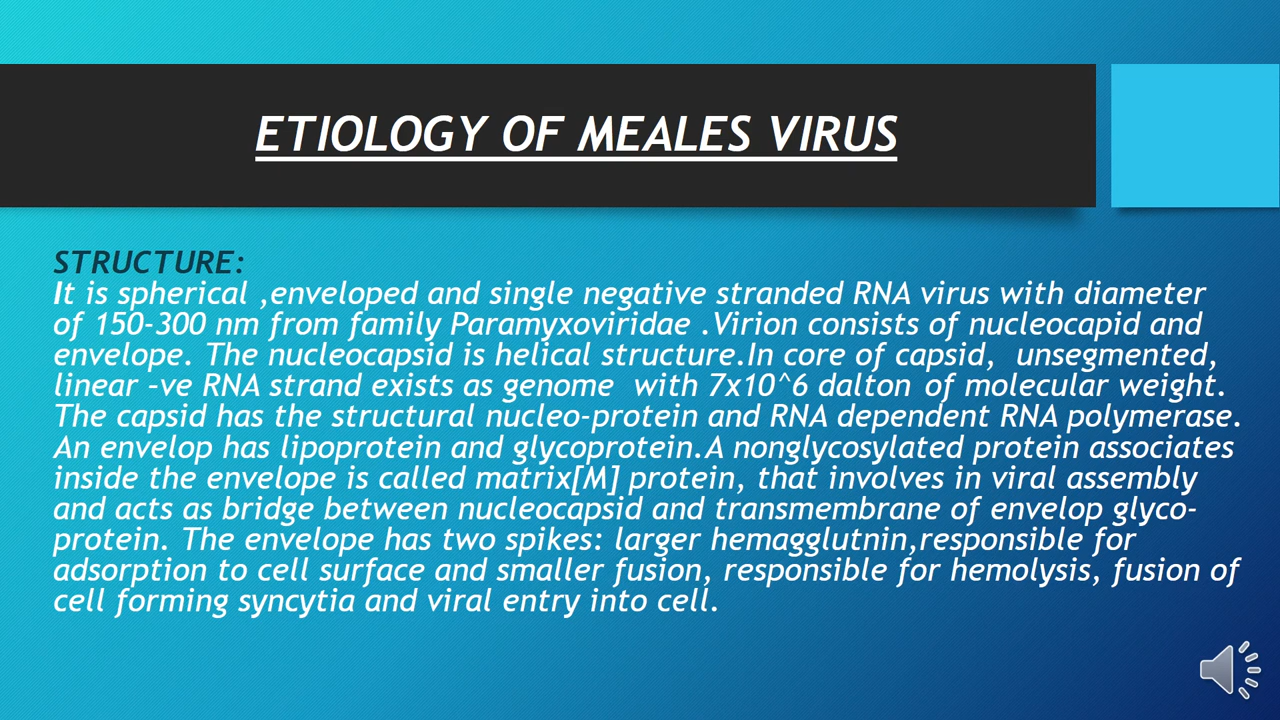 ETIOLOGY OF MEALES VIRUS
STRUCTURE:
It is spherical ,enveloped and single negative stranded RNA virus with diameter
of 150-300 nm from family Paramyxoviridae .Virion consists of nucleocapid and
envelope. The nucleocapsid is helical structure.In core of capsid, unsegmented,
linear –ve RNA strand exists as genome with 7x10^6 dalton of molecular weight.
The capsid has the structural nucleo-protein and RNA dependent RNA polymerase.
An envelop has lipoprotein and glycoprotein.A nonglycosylated protein associates
inside the envelope is called matrix[M] protein, that involves in viral assembly
and acts as bridge between nucleocapsid and transmembrane of envelop glyco-
protein. The envelope has two spikes: larger hemagglutnin,responsible for
adsorption to cell surface and smaller fusion, responsible for hemolysis, fusion of
cell forming syncytia and viral entry into cell.